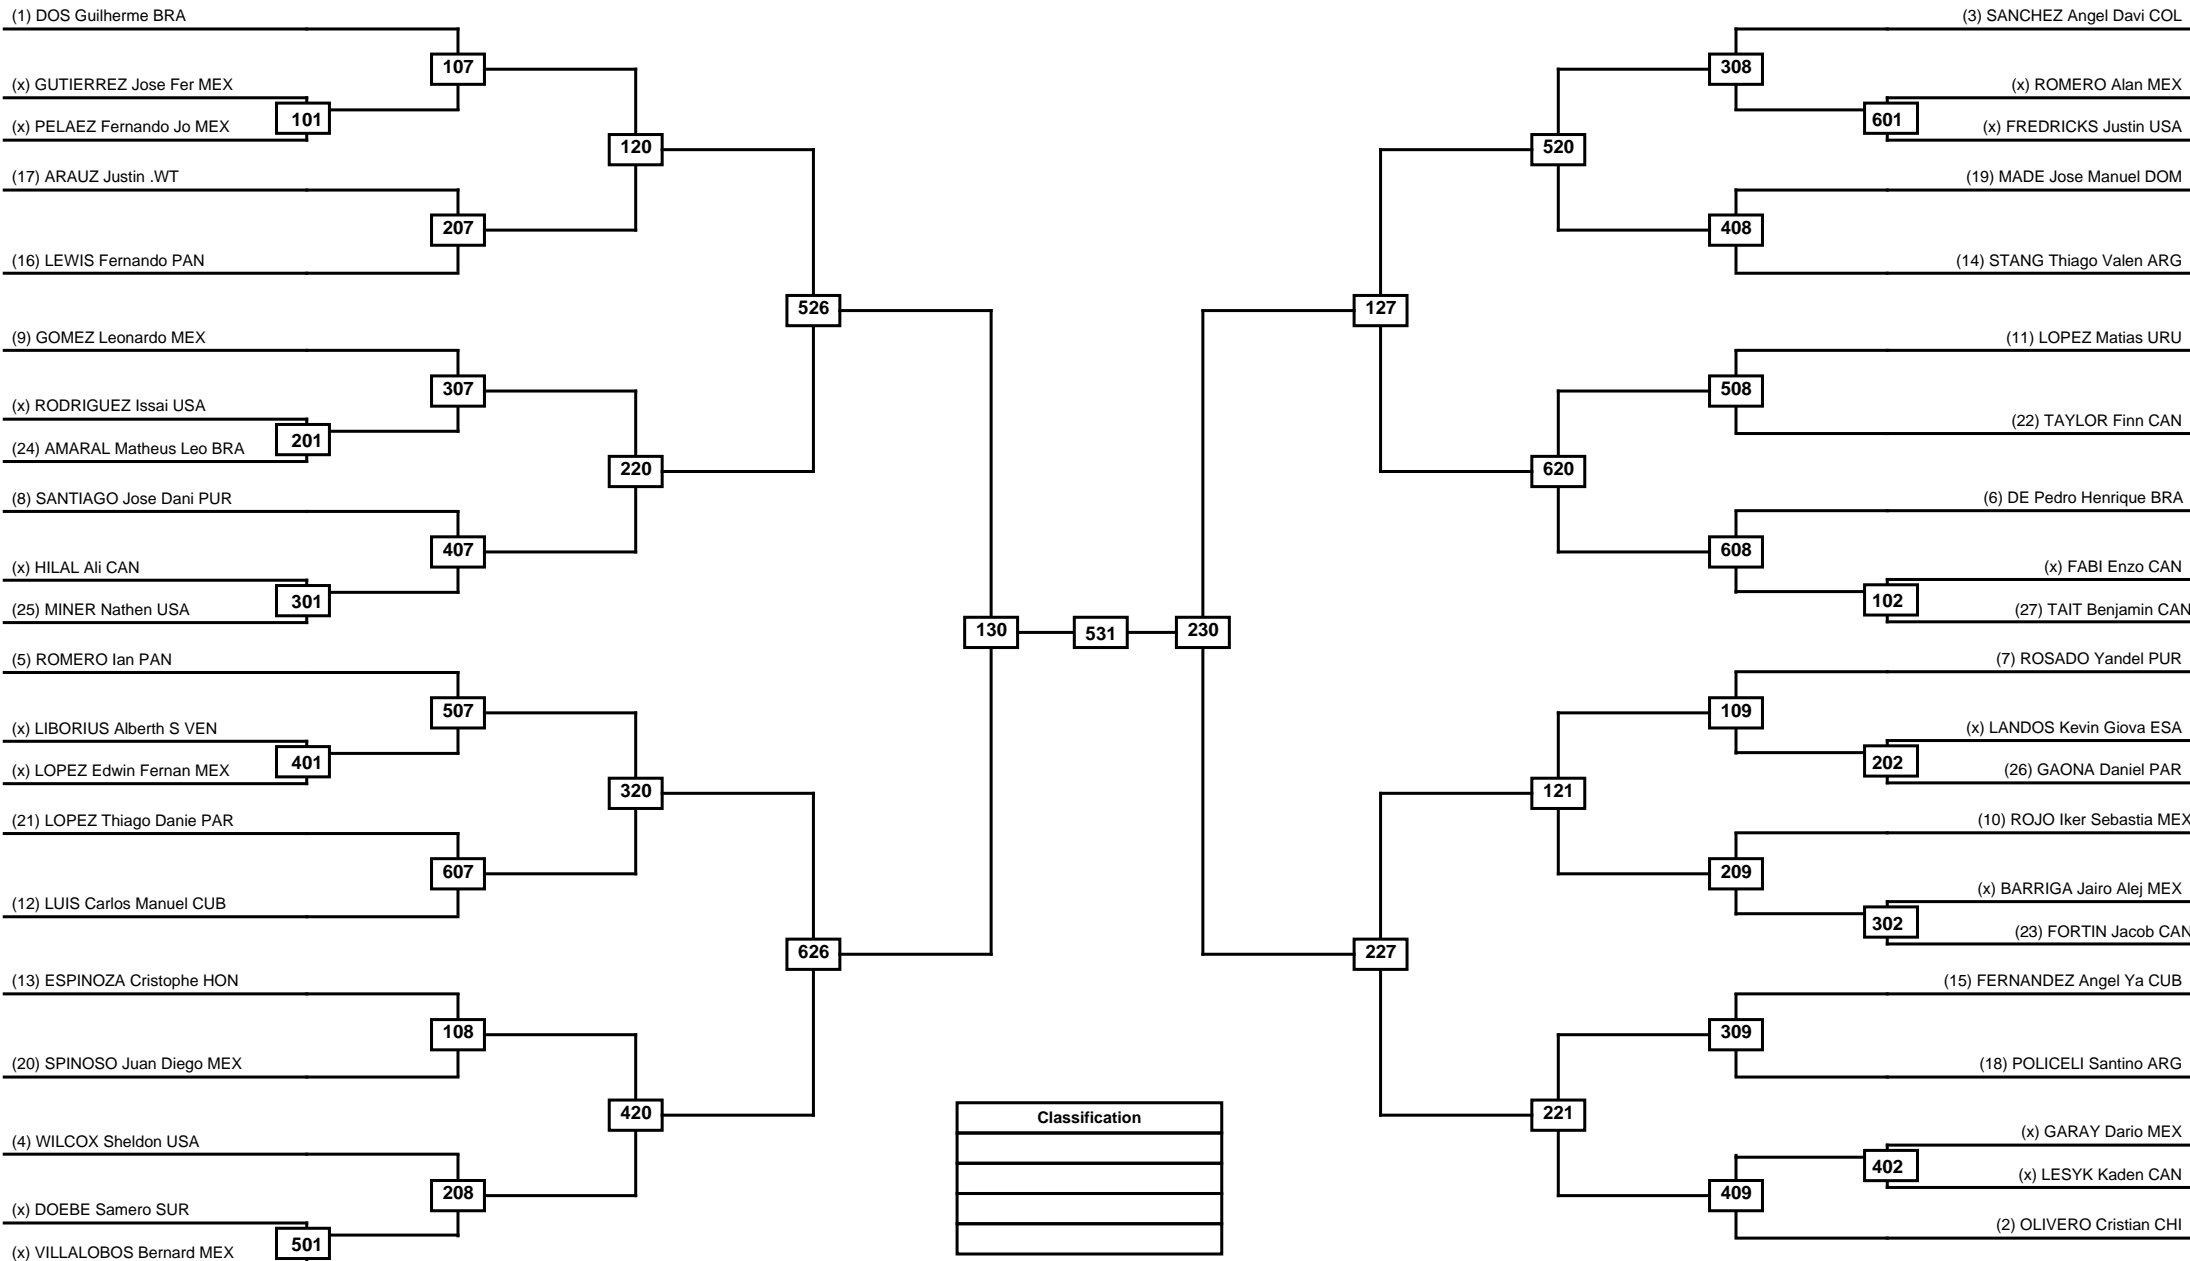 (1) DOS Guilherme BRA
107
(x) GUTIERREZ Jose Fer MEX
101
(x) PELAEZ Fernando Jo MEX
120
(17) ARAUZ Justin .WT
207
(16) LEWIS Fernando PAN
526
(9) GOMEZ Leonardo MEX
307
(x) RODRIGUEZ Issai USA
201
(24) AMARAL Matheus Leo BRA
220
(8) SANTIAGO Jose Dani PUR
407
(x) HILAL Ali CAN
301
(25) MINER Nathen USA
130
531
230
(5) ROMERO Ian PAN
507
(x) LIBORIUS Alberth S VEN
401
(x) LOPEZ Edwin Fernan MEX
320
(21) LOPEZ Thiago Danie PAR
607
(12) LUIS Carlos Manuel CUB
626
(13) ESPINOZA Cristophe HON
108
(20) SPINOSO Juan Diego MEX
420
(4) WILCOX Sheldon USA
208
(x) DOEBE Samero SUR
501
(x) VILLALOBOS Bernard MEX
(3) SANCHEZ Angel Davi COL
308
(x) ROMERO Alan MEX
601
(x) FREDRICKS Justin USA
520
(19) MADE Jose Manuel DOM
408
(14) STANG Thiago Valen ARG
127
(11) LOPEZ Matias URU
508
(22) TAYLOR Finn CAN
620
(6) DE Pedro Henrique BRA
608
(x) FABI Enzo CAN
102
(27) TAIT Benjamin CAN
(7) ROSADO Yandel PUR
109
(x) LANDOS Kevin Giova ESA
202
(26) GAONA Daniel PAR
121
(10) ROJO Iker Sebastia MEX
209
(x) BARRIGA Jairo Alej MEX
302
(23) FORTIN Jacob CAN
227
(15) FERNANDEZ Angel Ya CUB
309
(18) POLICELI Santino ARG
221
(x) GARAY Dario MEX
402
(x) LESYK Kaden CAN
409
(2) OLIVERO Cristian CHI
Classification